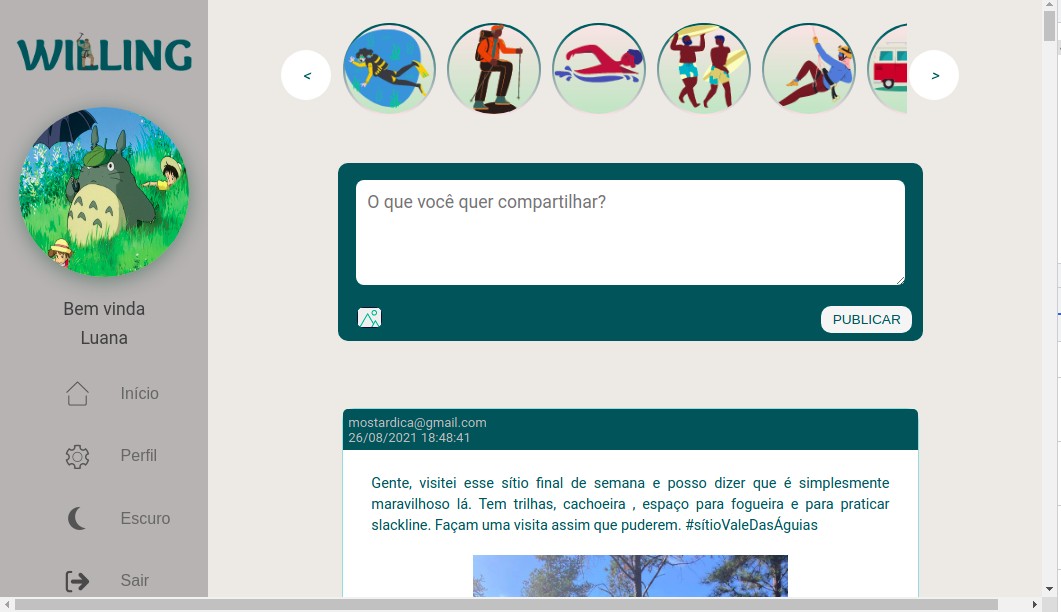 WILLING
<
>
Bem vinda
Luana
Início
Perfil
Escuro
Sair
O que você quer compartilhar?
PUBLICAR
mostardica@gmail.com
26/08/2021 18:48:41
Gente, visitei esse sítio final de semana e posso dizer que é simplesmente
maravilhoso lá. Tem trilhas, cachoeira , espaço para fogueira e para praticar
slackline. Façam uma visita assim que puderem. #sítioValeDasÁguias